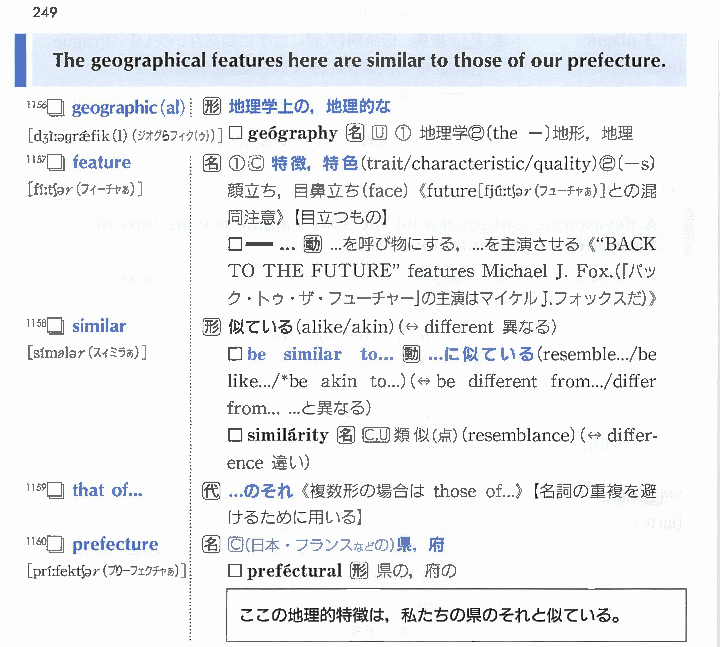 249
The geographical features here are similar to those of our prefecture.
1156□ geographic(al) 形 地理学上の，地理的な
[dʒìːəgrǽfik(l) (ジオグラフィク(ゥ))] □ geógraphy 名 U ① 地理学②(the −)地形，地理
1157□ feature 名 ①C 特徴，特色(trait/characteristic/quality)②(−s)
[fíːtʃər (フィーチャぁ)] 顔立ち，目鼻立ち(face)《future[fjúːtʃər (フューチャぁ)]との混
同注意》【目立つもの】
□━ … 動 …を呼び物にする，…を主演させる《“BACK
TO THE FUTURE” features Michael J. Fox.(「バッ
ク・トゥ・ザ・フューチャー」の主演はマイケル J.フォックスだ)》
1158□ similar 形 似ている(alike/akin)(↔ different 異なる)
[símələr (スィミラぁ)] □ be similar to… 動 …に似ている(resemble…/be
like…/*be akin to…)(↔ be different from…/differ
from… …と異なる)
□ similárity 名 C,U 類似(点)(resemblance)(↔ differ-
ence 違い)
1159□ that of… 代 …のそれ《複数形の場合は those of…》【名詞の重複を避
けるために用いる】
1160□ prefecture 名 C(日本・フランスなどの)県，府
[príːfektʃər (プリーフェクチャぁ)] □ preféctural 形 県の，府の
ここの地理的特徴は，私たちの県のそれと似ている。